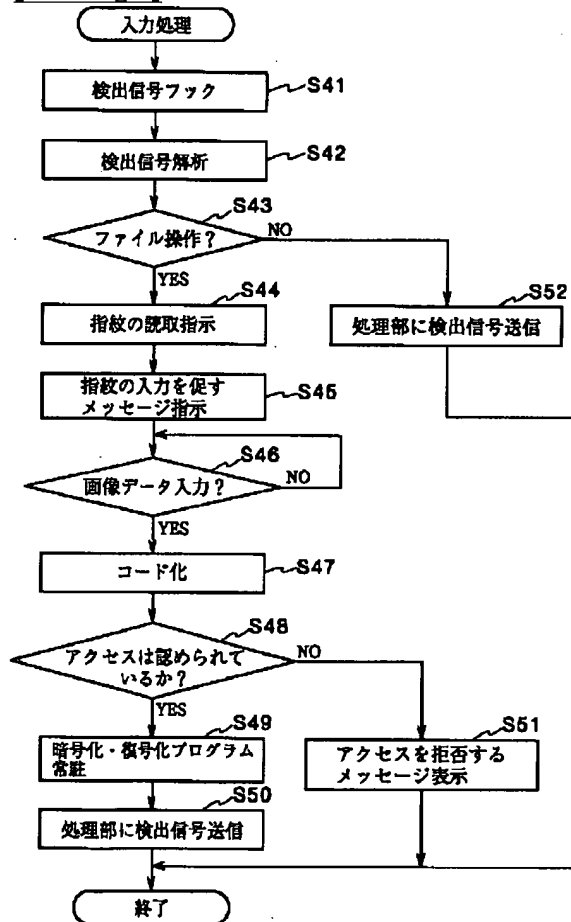 入力処理
検出信号フック
S41
検出信号解析
S42
S43
ファイル操作?
NO
YES
S44
指紋の読取指示
S52
処理部に検出信号送信
指紋の入力を促す
メッセージ指示
S45
S46
画像データ入力?
NO
YES
コード化
S47
S48
アクセスは認められて
いるか?
NO
YES
S49
暗号化・復号化プログラム
常駐
S51
アクセスを拒否する
メッセージ表示
S50
処理部に検出信号送信
終了